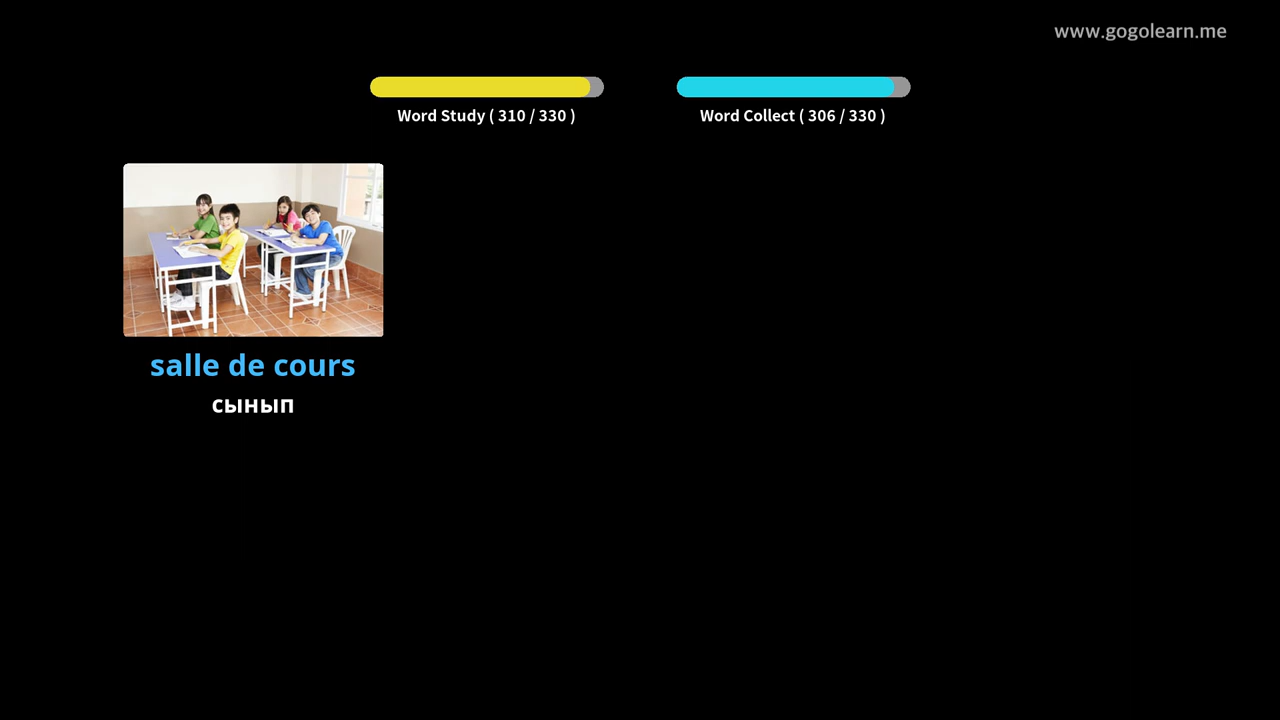 www.gogolearn.me
Word Study ( 310 / 330 )
Word Collect ( 306 / 330 )
salle de cours
сынып